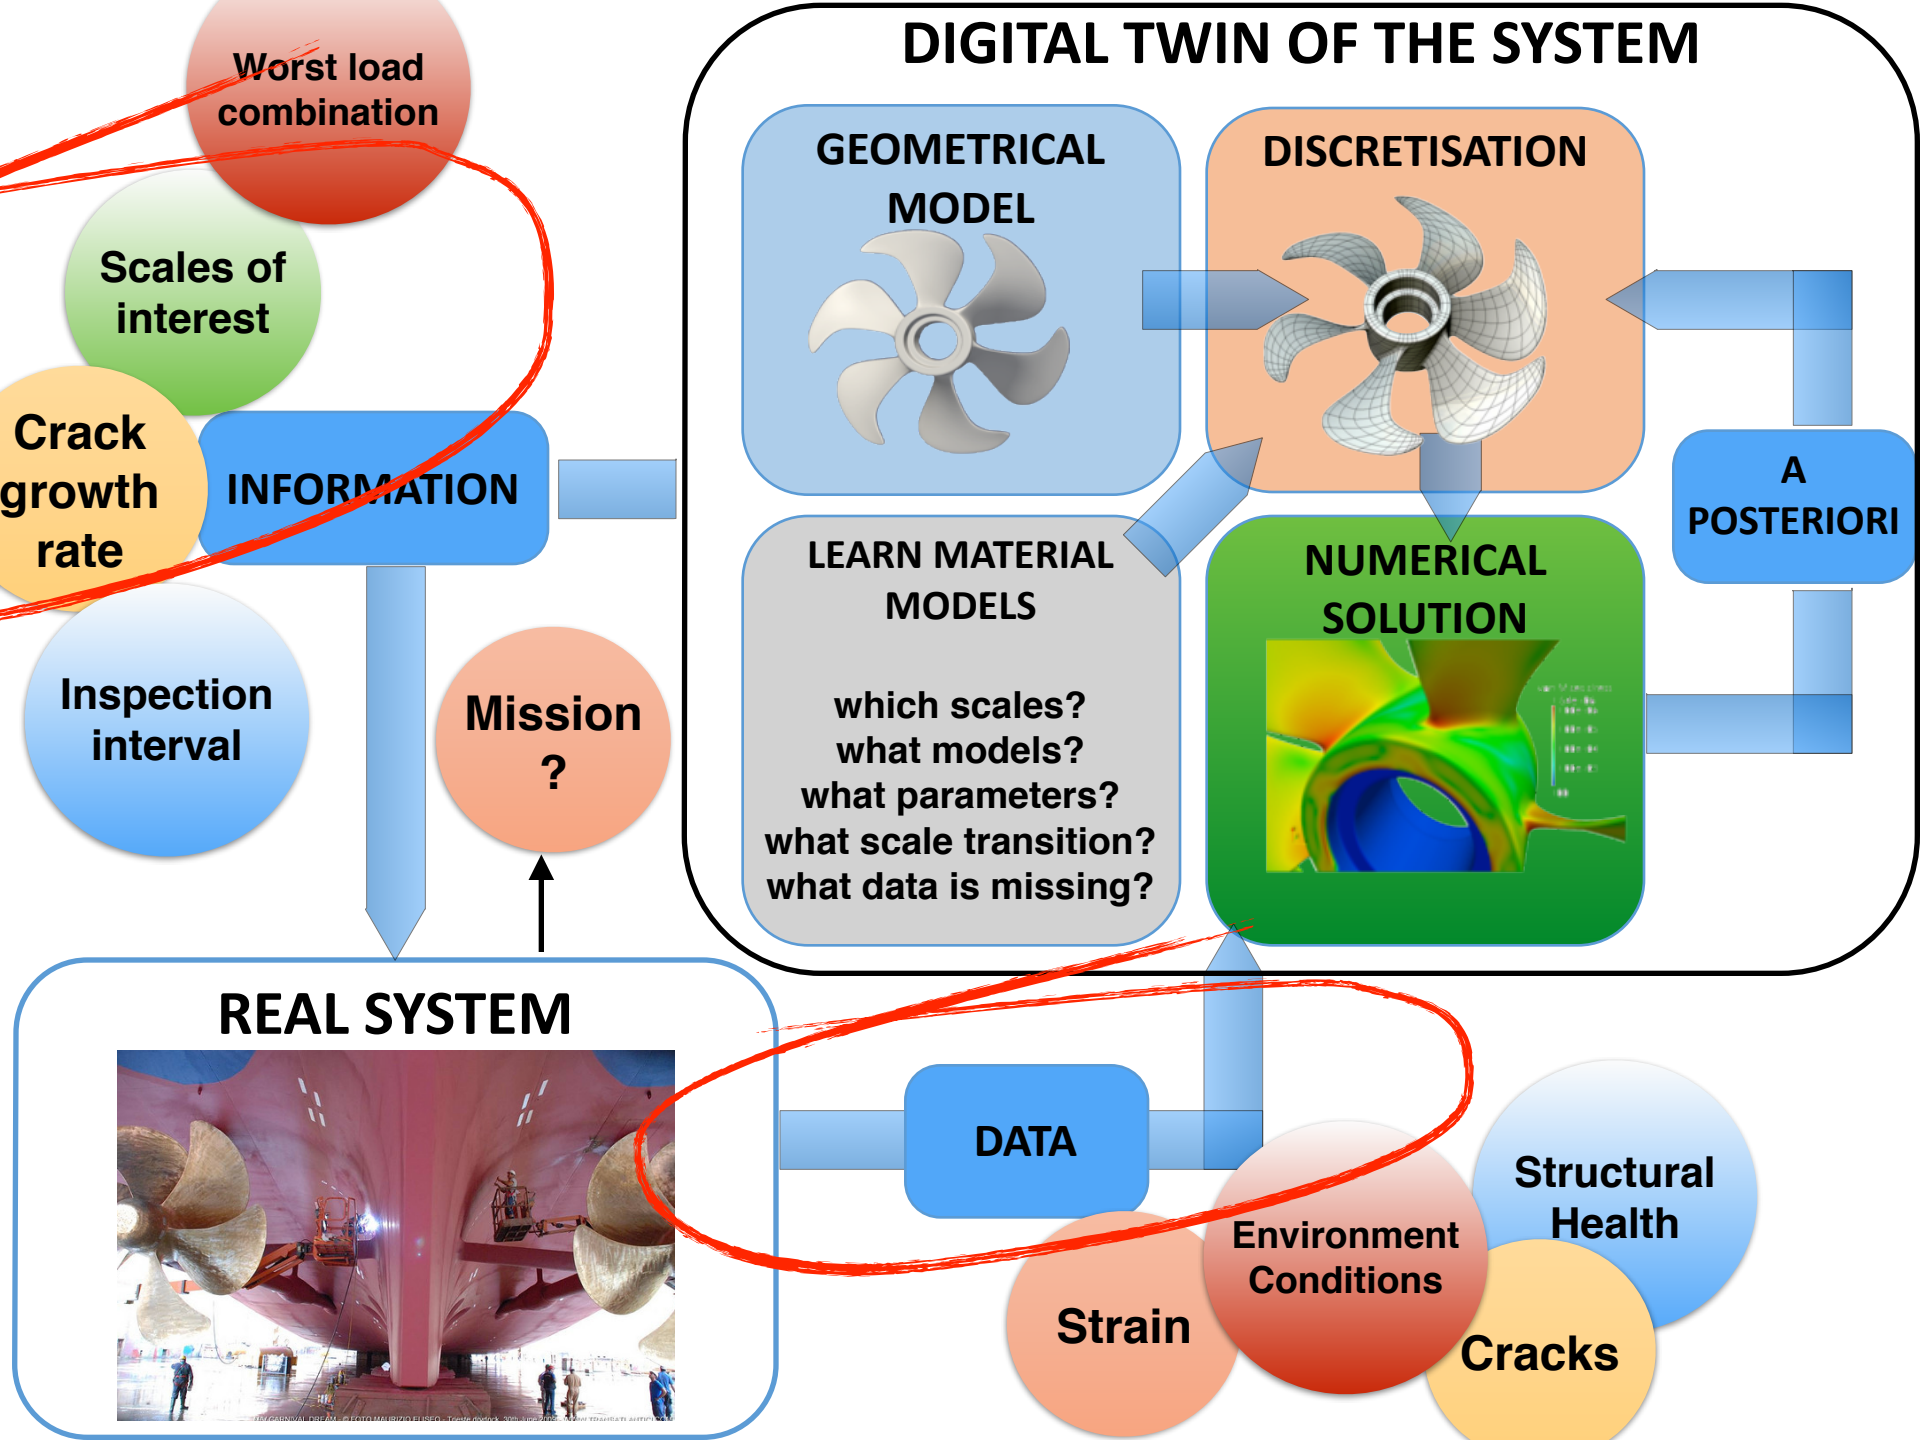 DIGITAL TWIN OF THE SYSTEM
Worst load
combination
Scales of
interest
Crack
growth
rate
INFORMATION
Inspection
interval
Mission
?
GEOMETRICAL
MODEL
DISCRETISATION
LEARN MATERIAL
MODELS
which scales?
what models?
what parameters?
what scale transition?
what data is missing?
NUMERICAL
SOLUTION
A
POSTERIORI
REAL SYSTEM
DATA
Strain
Environment
Conditions
Structural
Health
Cracks